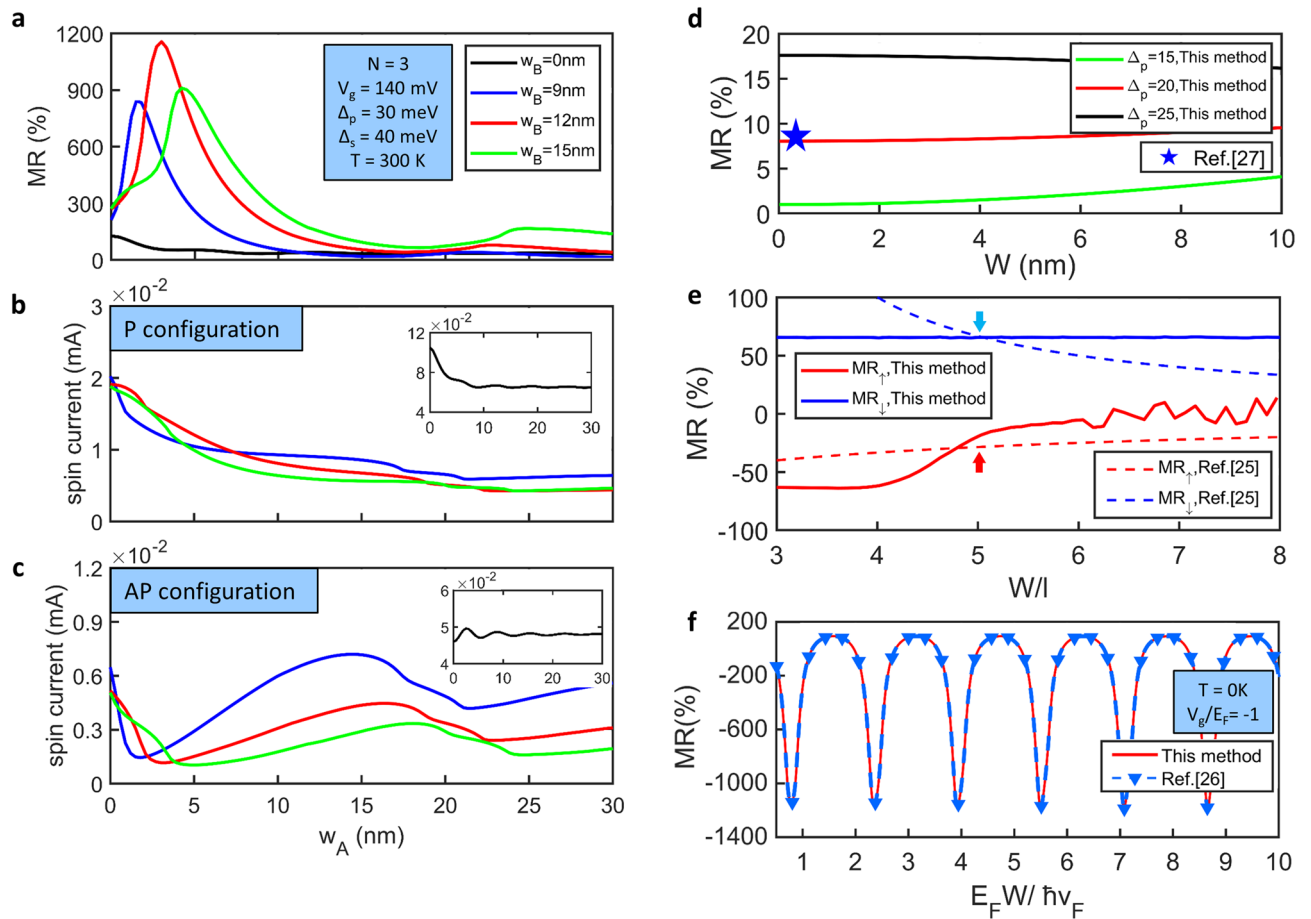 a
1200
900
600
300
0
MR (%)
N = 3
V_g = 140 mV
Δ_p = 30 meV
Δ_s = 40 meV
T = 300 K
w_B=0nm
w_B=9nm
w_B=12nm
w_B=15nm
b
×10^-2
P configuration
3
2
1
0
spin current (mA)
×10^-2
12
8
4
0 10 20 30
c
×10^-2
AP configuration
1.2
0.9
0.6
0.3
0
spin current (mA)
×10^-2
6
5
4
0 10 20 30
0 5 10 15 20 25 30
w_A (nm)
d
20
15
10
5
0
MR (%)
Δ_p=15,This method
Δ_p=20,This method
Δ_p=25,This method
Ref.[27]
0 2 4 6 8 10
W (nm)
e
100
50
0
-50
-100
MR (%)
MR↑,This method
MR↓,This method
MR↑,Ref.[25]
MR↓,Ref.[25]
3 4 5 6 7 8
W/l
f
200
-200
-600
-1000
-1400
MR(%)
T = 0K
V_g/E_F= -1
This method
Ref.[26]
1 2 3 4 5 6 7 8 9 10
E_FW/ ħv_F